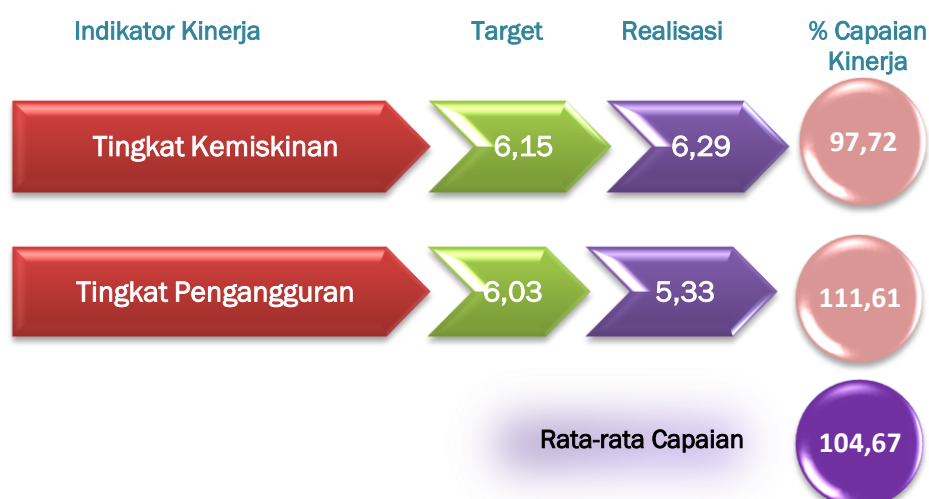 Indikator Kinerja Target Realisasi % Capaian
Kinerja
Tingkat Kemiskinan 6,15 6,29 97,72
Tingkat Pengangguran 6,03 5,33 111,61
Rata-rata Capaian 104,67